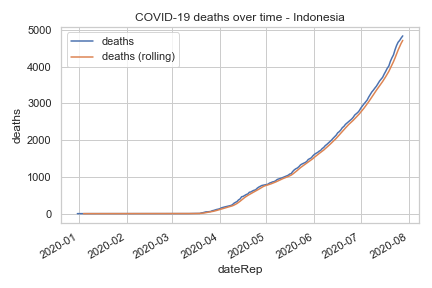 COVID-19 deaths over time - Indonesia
deaths
deaths (rolling)
5000
4000
3000
2000
1000
0
deaths
2020-01
2020-02
2020-03
2020-04
2020-05
2020-06
2020-07
2020-08
dateRep